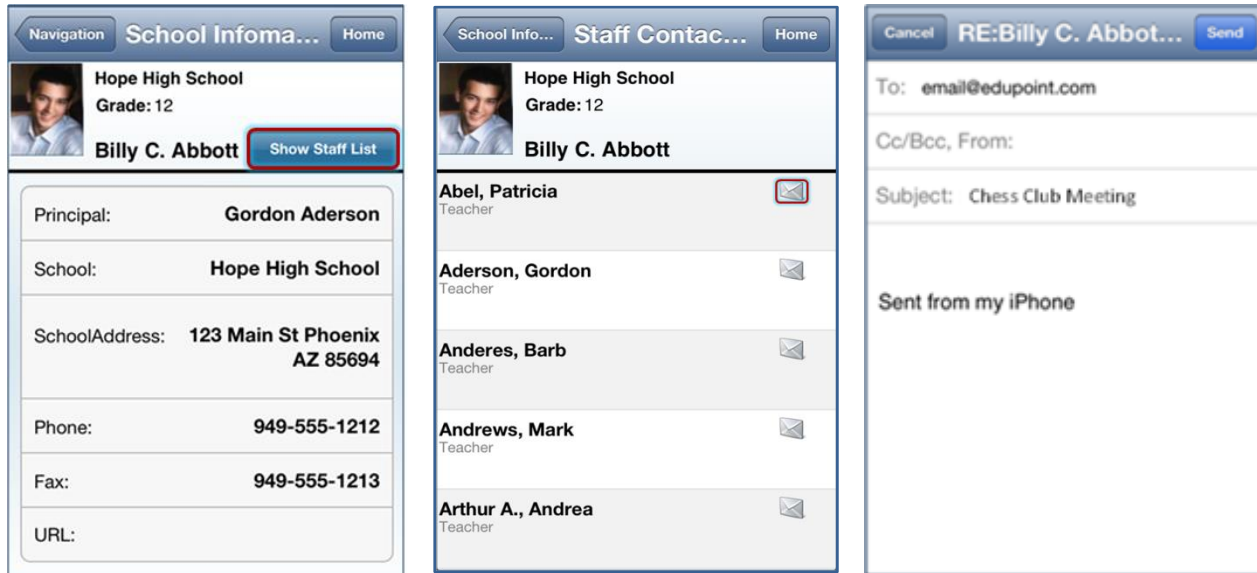 Navigation School Infoma... Home
Hope High School
Grade: 12
Billy C. Abbott Show Staff List
Principal: Gordon Aderson
School: Hope High School
SchoolAddress: 123 Main St Phoenix
AZ 85694
Phone: 949-555-1212
Fax: 949-555-1213
URL:
School Info... Staff Contac... Home
Hope High School
Grade: 12
Billy C. Abbott
Abel, Patricia
Teacher
Aderson, Gordon
Teacher
Anderes, Barb
Teacher
Andrews, Mark
Teacher
Arthur A., Andrea
Teacher
Cancel RE:Billy C. Abbot... Send
To: email@edupoint.com
Cc/Bcc, From:
Subject: Chess Club Meeting
Sent from my iPhone